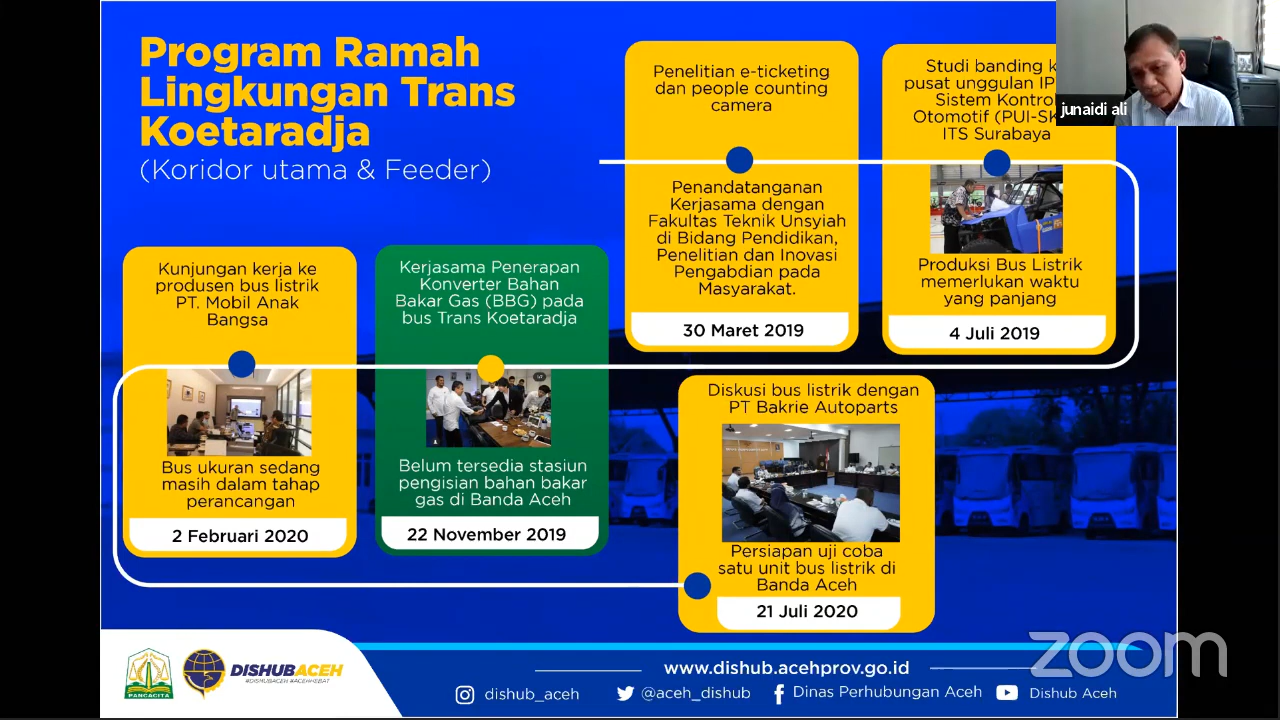 Program Ramah
Lingkungan Trans
Koetaradja
(Koridor utama & Feeder)
Penelitian e-ticketing
dan people counting
camera
Penandatanganan
Kerjasama dengan
Fakultas Teknik Unsyiah
di Bidang Pendidikan,
Penelitian dan Inovasi
Pengabdian pada
Masyarakat.
30 Maret 2019
Studi banding
pusat unggulan
Sistem
Otomotif
ITS Surabaya
Produksi Bus Listrik
memerlukan waktu
yang panjang
4 Juli 2019
junaidi ali
Kunjungan kerja ke
produsen bus listrik
PT. Mobil Anak
Bangsa
Bus ukuran sedang
masih dalam tahap
perancangan
2 Februari 2020
Kerjasama Penerapan
Konverter Bahan
Bakar Gas (BBG) pada
bus Trans Koetaradja
Belum tersedia stasiun
pengisian bahan bakar
gas di Banda Aceh
22 November 2019
Diskusi bus listrik dengan
PT Bakrie Autoparts
Persiapan uji coba
satu unit bus listrik di
Banda Aceh
21 Juli 2020
PANCACITA
DISHUBACEH
#DISHUBACEH #ACEHHEBAT
www.dishub.acehprov.go.id
dishub_aceh
@aceh_dishub
Dinas Perhubungan Aceh
Dishub Aceh
zoom